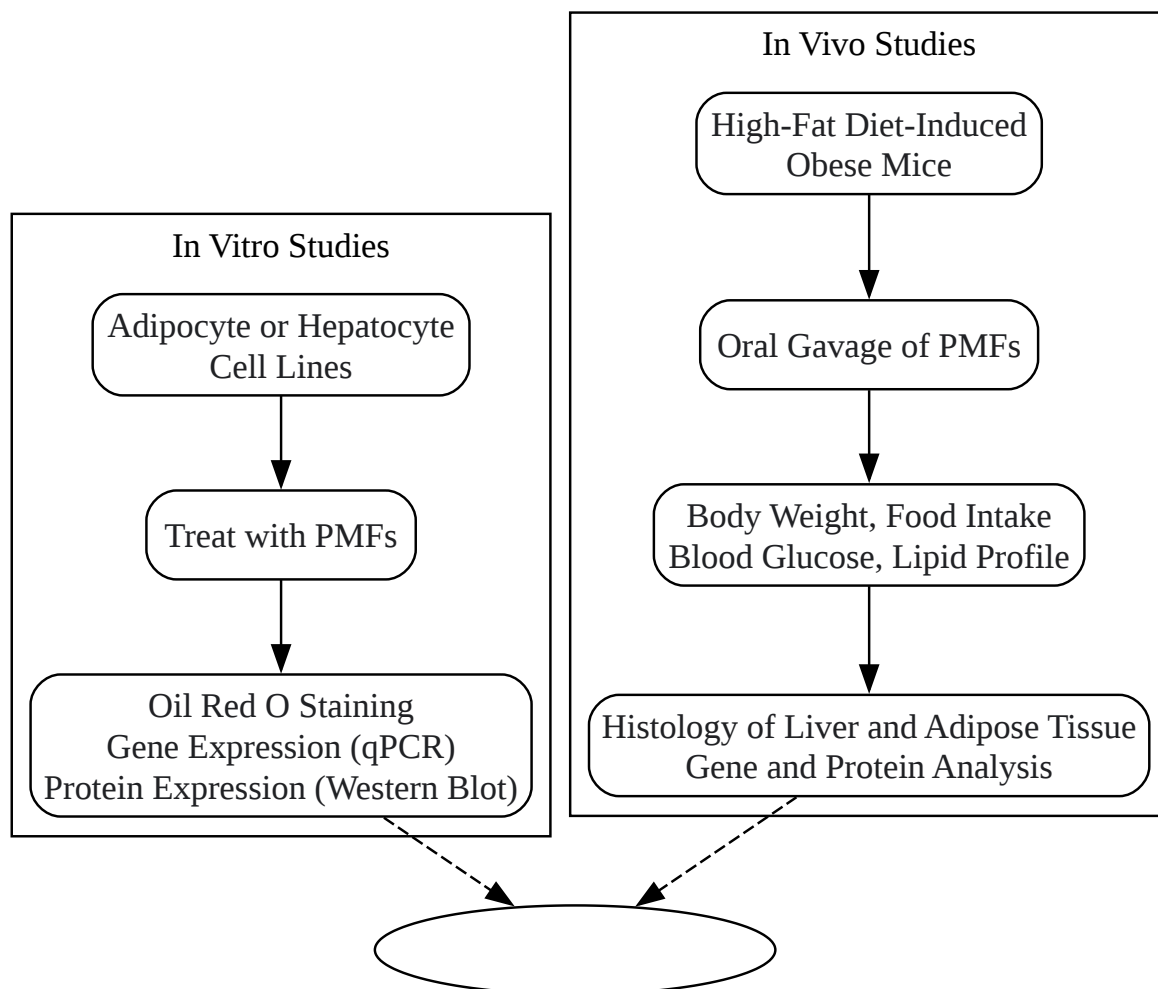 In Vivo Studies
High-Fat Diet-Induced
Obese Mice
Oral Gavage of PMFs
Body Weight, Food Intake
Blood Glucose, Lipid Profile
Histology of Liver and Adipose Tissue
Gene and Protein Analysis
In Vitro Studies
Adipocyte or Hepatocyte
Cell Lines
Treat with PMFs
Oil Red O Staining
Gene Expression (qPCR)
Protein Expression (Western Blot)